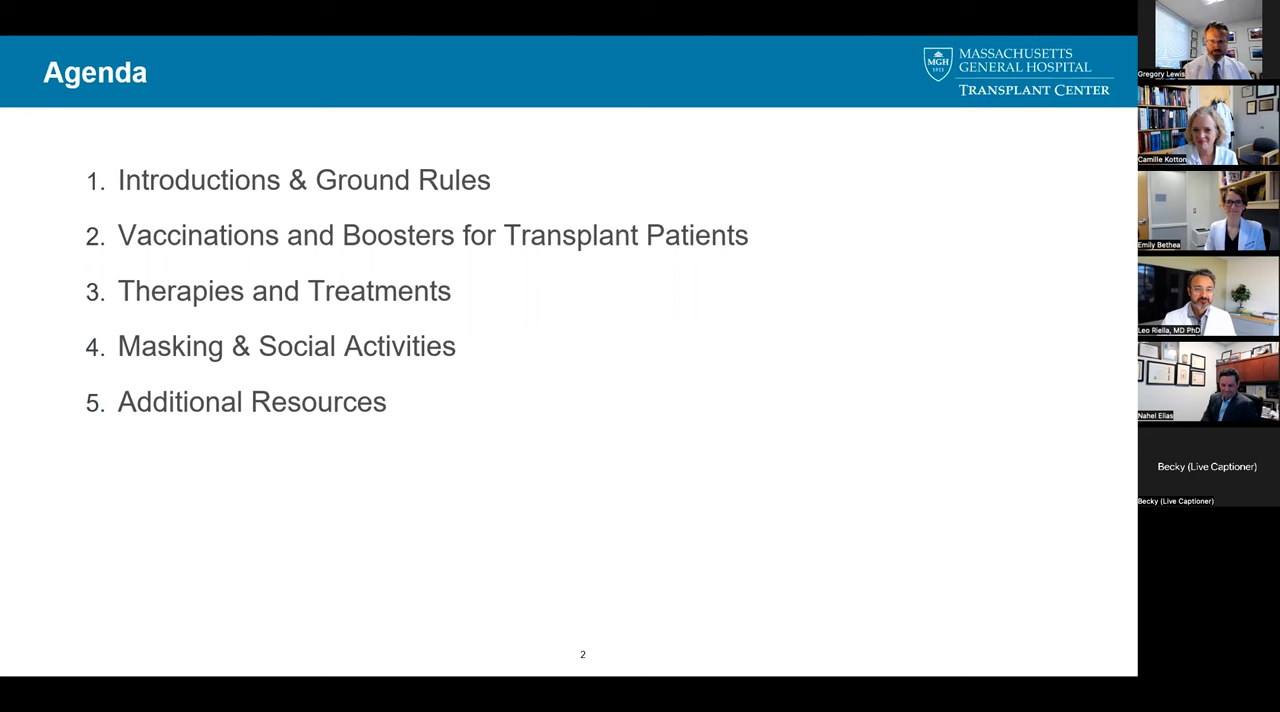 Agenda
MGH
1811
MASSACHUSETTS
GENERAL HOSPITAL
TRANSPLANT CENTER
1. Introductions & Ground Rules
2. Vaccinations and Boosters for Transplant Patients
3. Therapies and Treatments
4. Masking & Social Activities
5. Additional Resources
2
Gregory Lewis
Camille Kotton
Emily Bethea
Leo Riella, MD PhD
Nahel Elias
Becky (Live Captioner)
Becky (Live Captioner)